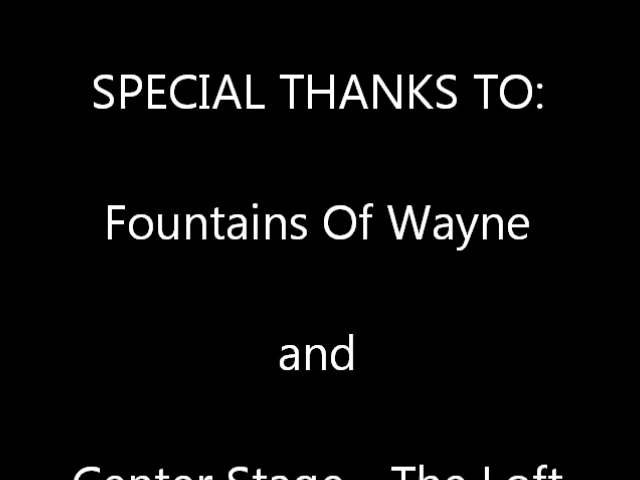 SPECIAL THANKS TO:
Fountains Of Wayne
and
Center Stage - The Loft